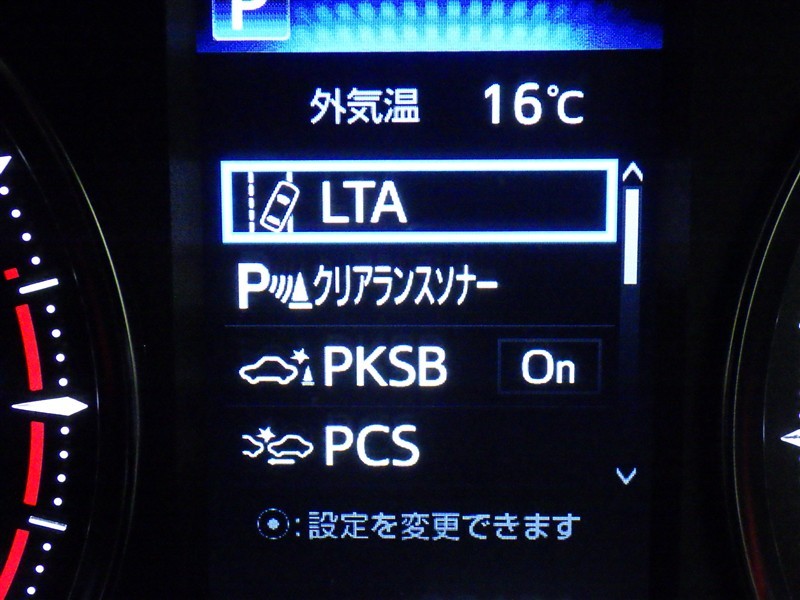 P
外気温 16℃
LTA
Pクリアランスソナー
PKSB On
PCS
:設定を変更できます